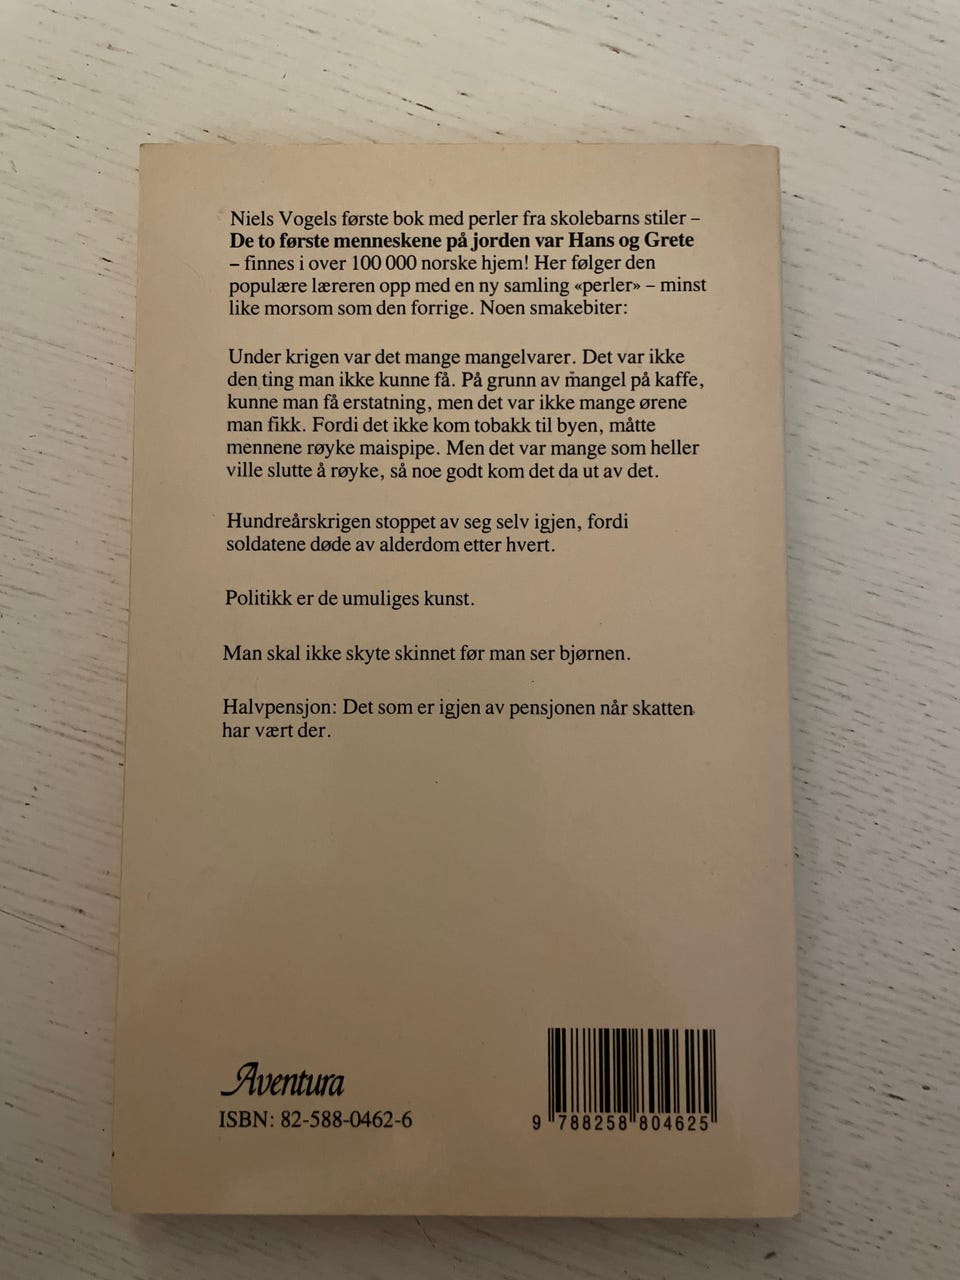 Niels Vogels første bok med perler fra skolebarns stiler –
De to første menneskene på jorden var Hans og Grete
– finnes i over 100 000 norske hjem! Her følger den
populære læreren opp med en ny samling «perler» – minst
like morsom som den forrige. Noen smakebiter:
Under krigen var det mange mangelvarer. Det var ikke
den ting man ikke kunne få. På grunn av mangel på kaffe,
kunne man få erstatning, men det var ikke mange ørene
man fikk. Fordi det ikke kom tobakk til byen, måtte
mennene røyke maispipe. Men det var mange som heller
ville slutte å røyke, så noe godt kom det da ut av det.
Hundreårskrigen stoppet av seg selv igjen, fordi
soldatene døde av alderdom etter hvert.
Politikk er de umuliges kunst.
Man skal ikke skyte skinnet før man ser bjørnen.
Halvpensjon: Det som er igjen av pensjonen når skatten
har vært der.
Aventura
ISBN: 82-588-0462-6
9 788258 804625